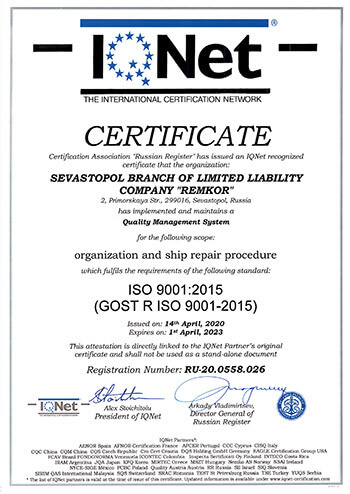 IQNet
THE INTERNATIONAL CERTIFICATION NETWORK
®
CERTIFICATE
Certification Association "Russian Register" has issued an IQNet recognized
certificate that the organization:
SEVASTOPOL BRANCH OF LIMITED LIABILITY
COMPANY "REMKOR"
2, Primorskaya Str., 299016, Sevastopol, Russia
has implemented and maintains a
Quality Management System
for the following scope:
organization and ship repair procedure
which fulfils the requirements of the following standard:
ISO 9001:2015
(GOST R ISO 9001-2015)
Issued on: 14th April, 2020
Expires on: 1st April, 2023
This attestation is directly linked to the IQNet Partner's original
certificate and shall not be used as a stand-alone document
Registration Number: RU-20.0558.026
IQNet
Alex Stoichitoiu
President of IQNET
Arkady Vladimirtsev,
Director General of
Russian Register
IQNet Partners*:
AENOR Spain AFNOR Certification France APCER Portugal CCC Cyprus CISQ Italy
CQC China CQM China CQS Czech Republic Cro Cert Croatia DQS Holding GmbH Germany EAGLE Certification Group USA
FCAV Brazil FONDONORMA Venezuela ICONTEC Colombia Inspecta Sertifiointi Oy Finland INTECO Costa Rica
IRAM Argentina JQA Japan KFQ Korea MIRTEC Greece MSZT Hungary Nemko AS Norway NSAI Ireland
NYCE-SIGE México PCBC Poland Quality Austria Austria RR Russia SII Israel SIQ Slovenia
SIRIM QAS International Malaysia SQS Switzerland SRAC Romania TEST St Petersburg Russia TSE Turkey YUQS Serbia
* The list of IQNet partners is valid at the time of issue of this certificate. Updated information is available under www.iqnet-certification.com